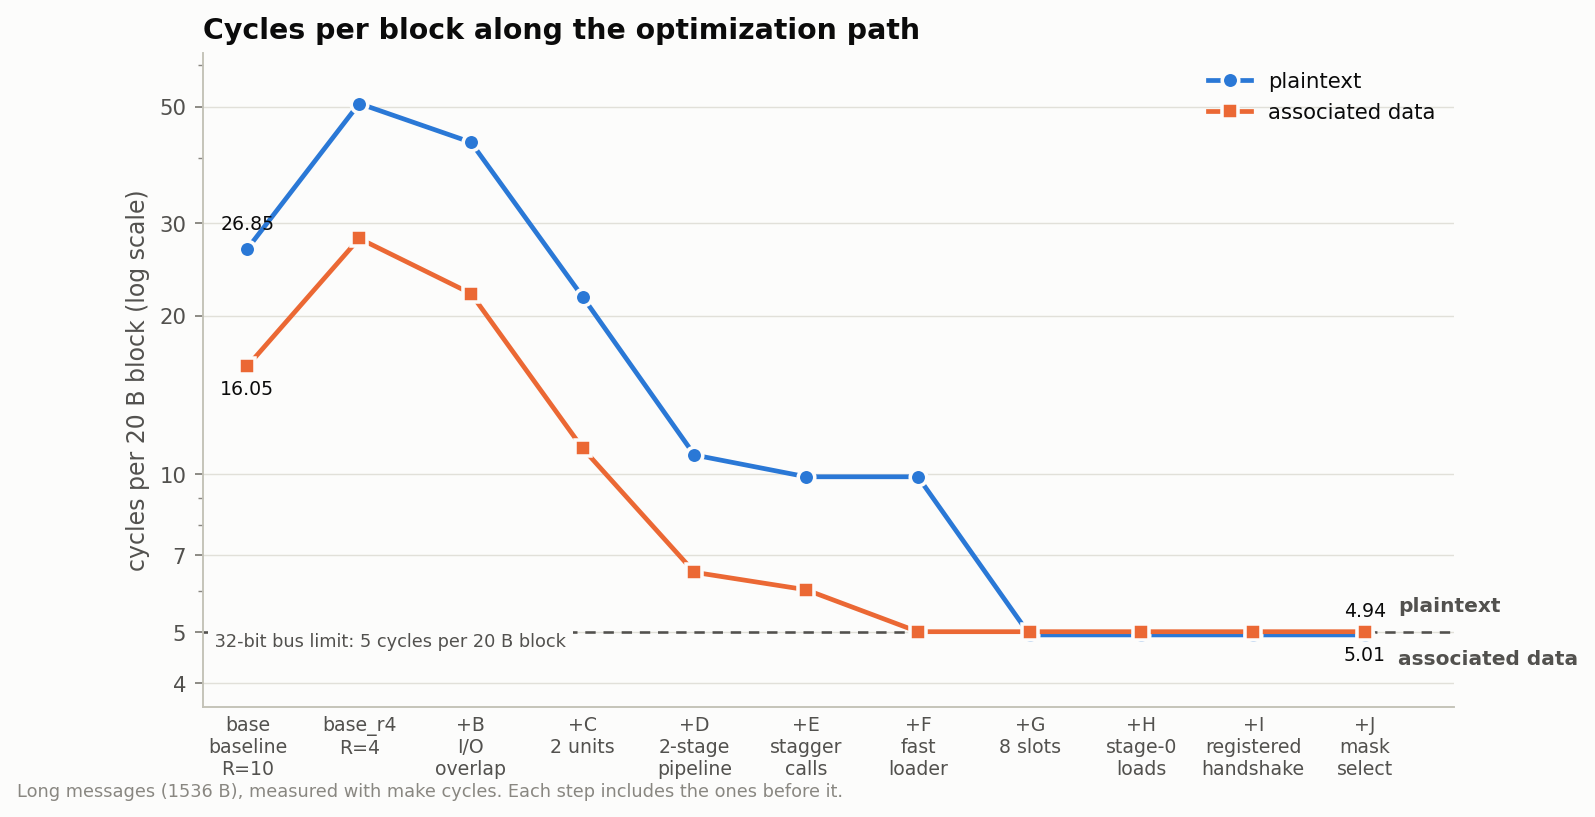 Cycles per block along the optimization path
plaintext
associated data
cycles per 20 B block (log scale)
50
30
20
10
7
5
4
26.85
16.05
32-bit bus limit: 5 cycles per 20 B block
4.94
plaintext
5.01
associated data
base
baseline
R=10
base_r4
R=4
+B
I/O
overlap
+C
2 units
+D
2-stage
pipeline
+E
stagger
calls
+F
fast
loader
+G
8 slots
+H
stage-0
loads
+I
registered
handshake
+J
mask
select
Long messages (1536 B), measured with make cycles. Each step includes the ones before it.